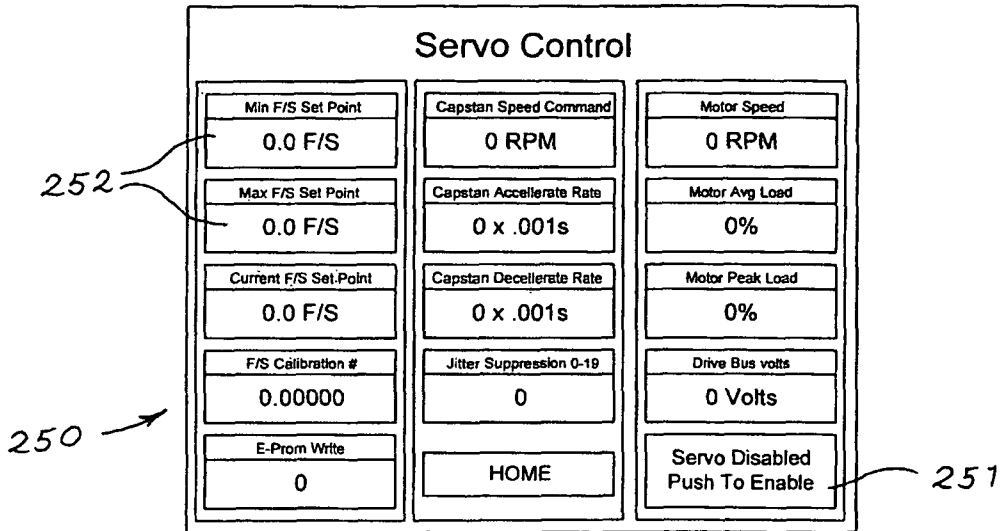 Servo Control
Min F/S Set Point
0.0 F/S
Max F/S Set Point
0.0 F/S
Current F/S Set Point
0.0 F/S
F/S Calibration #
0.00000
E-Prom Write
0
Capstan Speed Command
0 RPM
Capstan Accellerate Rate
0 x .001s
Capstan Decellerate Rate
0 x .001s
Jitter Suppression 0-19
0
HOME
Motor Speed
0 RPM
Motor Avg Load
0%
Motor Peak Load
0%
Drive Bus volts
0 Volts
Servo Disabled
Push To Enable
252
250
251